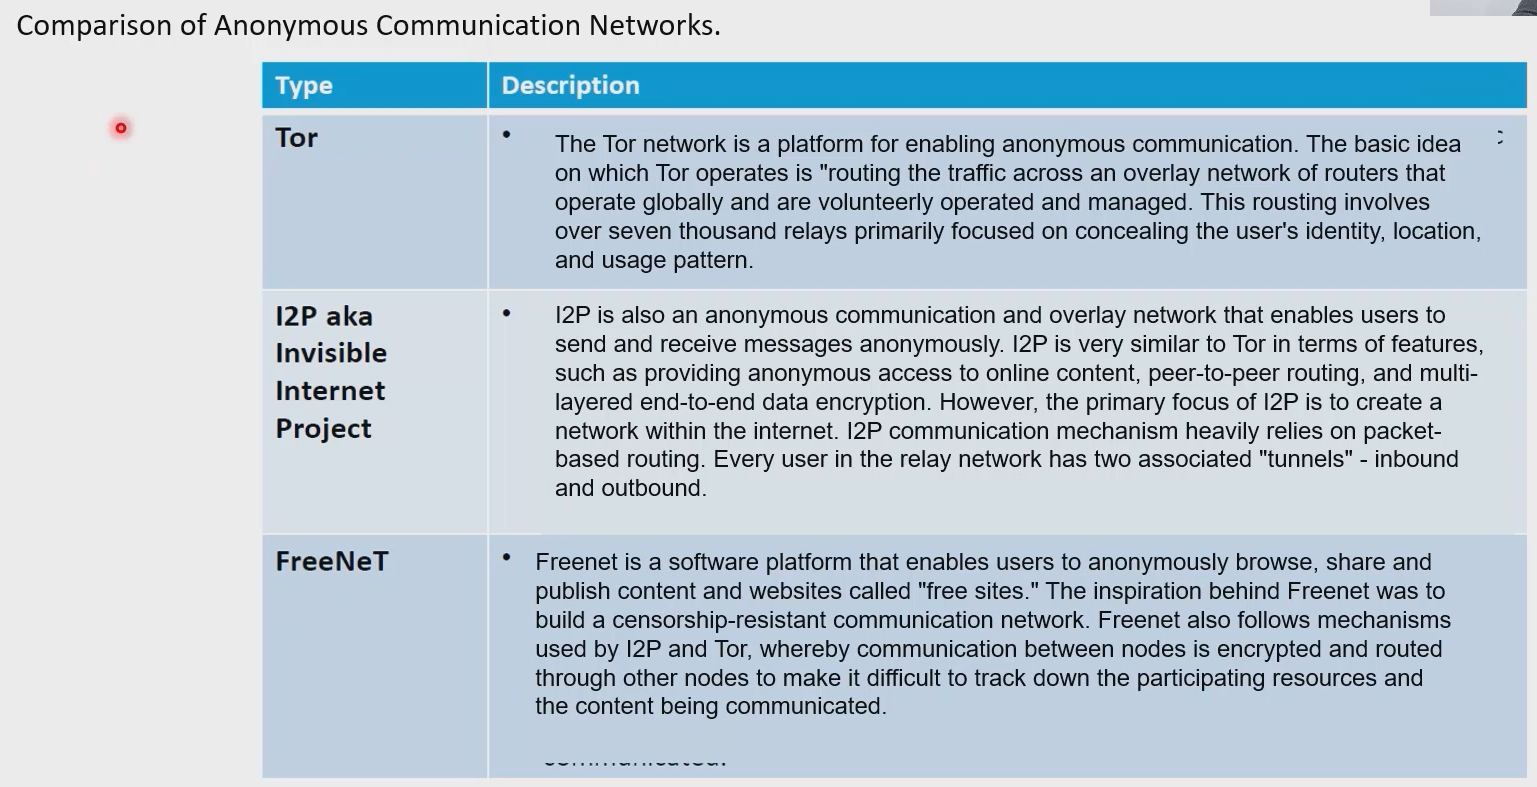 Comparison of Anonymous Communication Networks.
Type
Description
Tor
• The Tor network is a platform for enabling anonymous communication. The basic idea
on which Tor operates is "routing the traffic across an overlay network of routers that
operate globally and are volunteerly operated and managed. This rousting involves
over seven thousand relays primarily focused on concealing the user's identity, location,
and usage pattern.
I2P aka
Invisible
Internet
Project
• I2P is also an anonymous communication and overlay network that enables users to
send and receive messages anonymously. I2P is very similar to Tor in terms of features,
such as providing anonymous access to online content, peer-to-peer routing, and multi-
layered end-to-end data encryption. However, the primary focus of I2P is to create a
network within the internet. I2P communication mechanism heavily relies on packet-
based routing. Every user in the relay network has two associated "tunnels" - inbound
and outbound.
FreeNeT
• Freenet is a software platform that enables users to anonymously browse, share and
publish content and websites called "free sites." The inspiration behind Freenet was to
build a censorship-resistant communication network. Freenet also follows mechanisms
used by I2P and Tor, whereby communication between nodes is encrypted and routed
through other nodes to make it difficult to track down the participating resources and
the content being communicated.